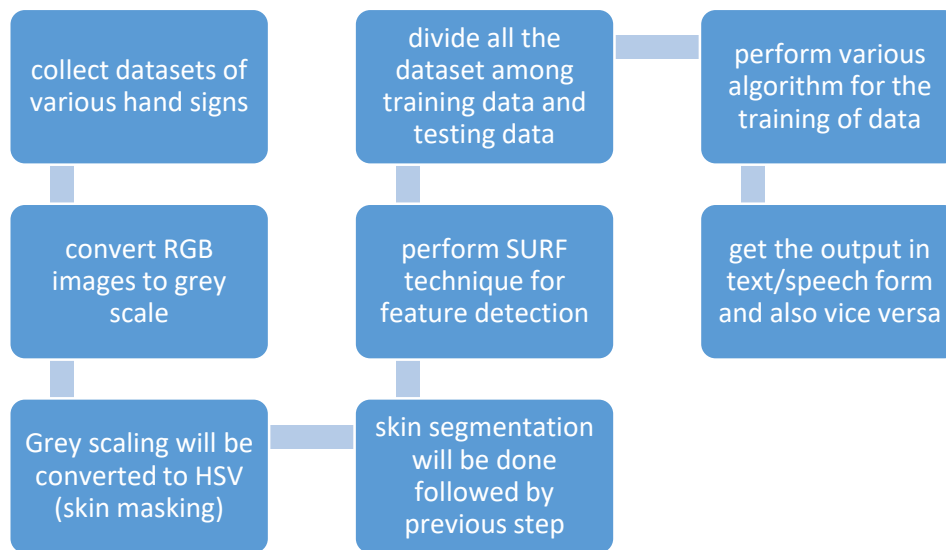 collect datasets of
various hand signs
convert RGB
images to grey
scale
Grey scaling will be
converted to HSV
(skin masking)
skin segmentation
will be done
followed by
previous step
perform SURF
technique for
feature detection
divide all the
dataset among
training data and
testing data
perform various
algorithm for the
training of data
get the output in
text/speech form
and also vice versa